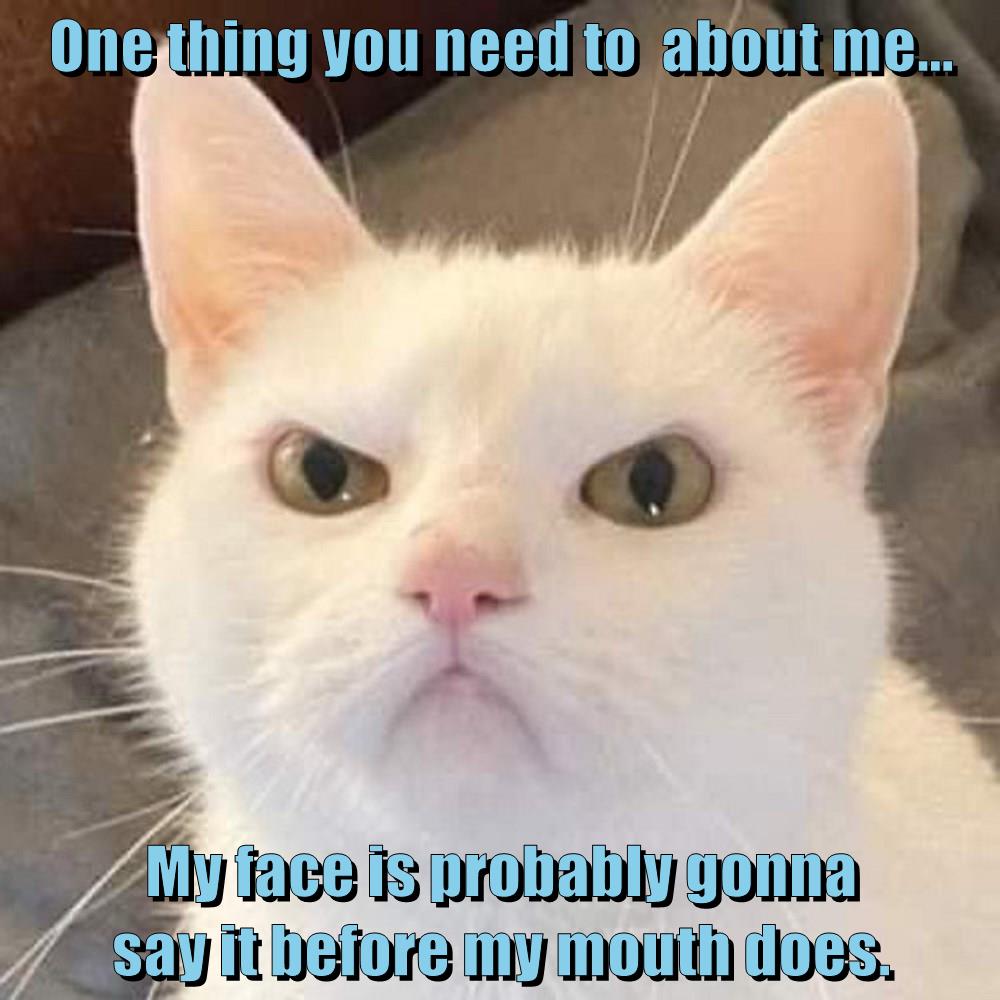 One thing you need to  about me...
My face is probably gonna
say it before my mouth does.